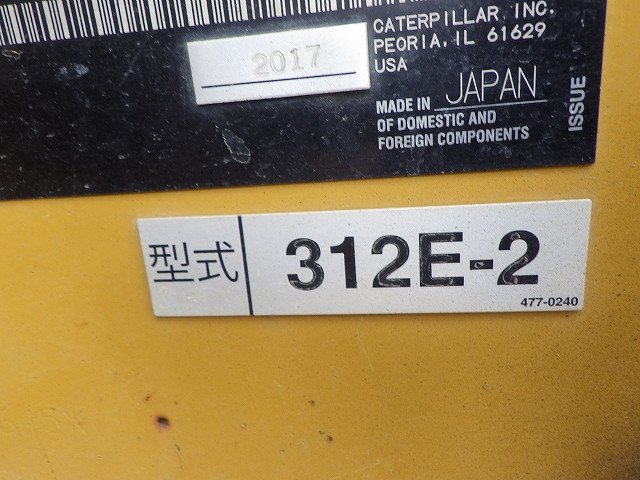 CATERPILLAR INC.
PEORIA, IL 61629
USA
2017
MADE IN JAPAN
OF DOMESTIC AND
FOREIGN COMPONENTS
ISSUE
型式 312E-2
477-0240